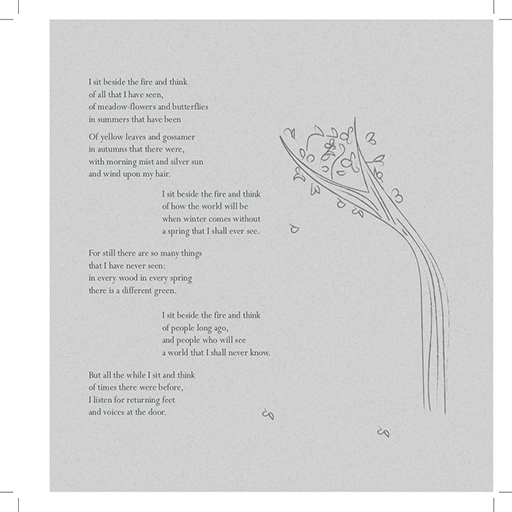 I sit beside the fire and think
of all that I have seen,
of meadow-flowers and butterflies
in summers that have been
Of yellow leaves and gossamer
in autumns that there were,
with morning mist and silver sun
and wind upon my hair.
I sit beside the fire and think
of how the world will be
when winter comes without
a spring that I shall ever see.
For still there are so many things
that I have never seen:
in every wood in every spring
there is a different green.
I sit beside the fire and think
of people long ago,
and people who will see
a world that I shall never know.
But all the while I sit and think
of times there were before,
I listen for returning feet
and voices at the door.